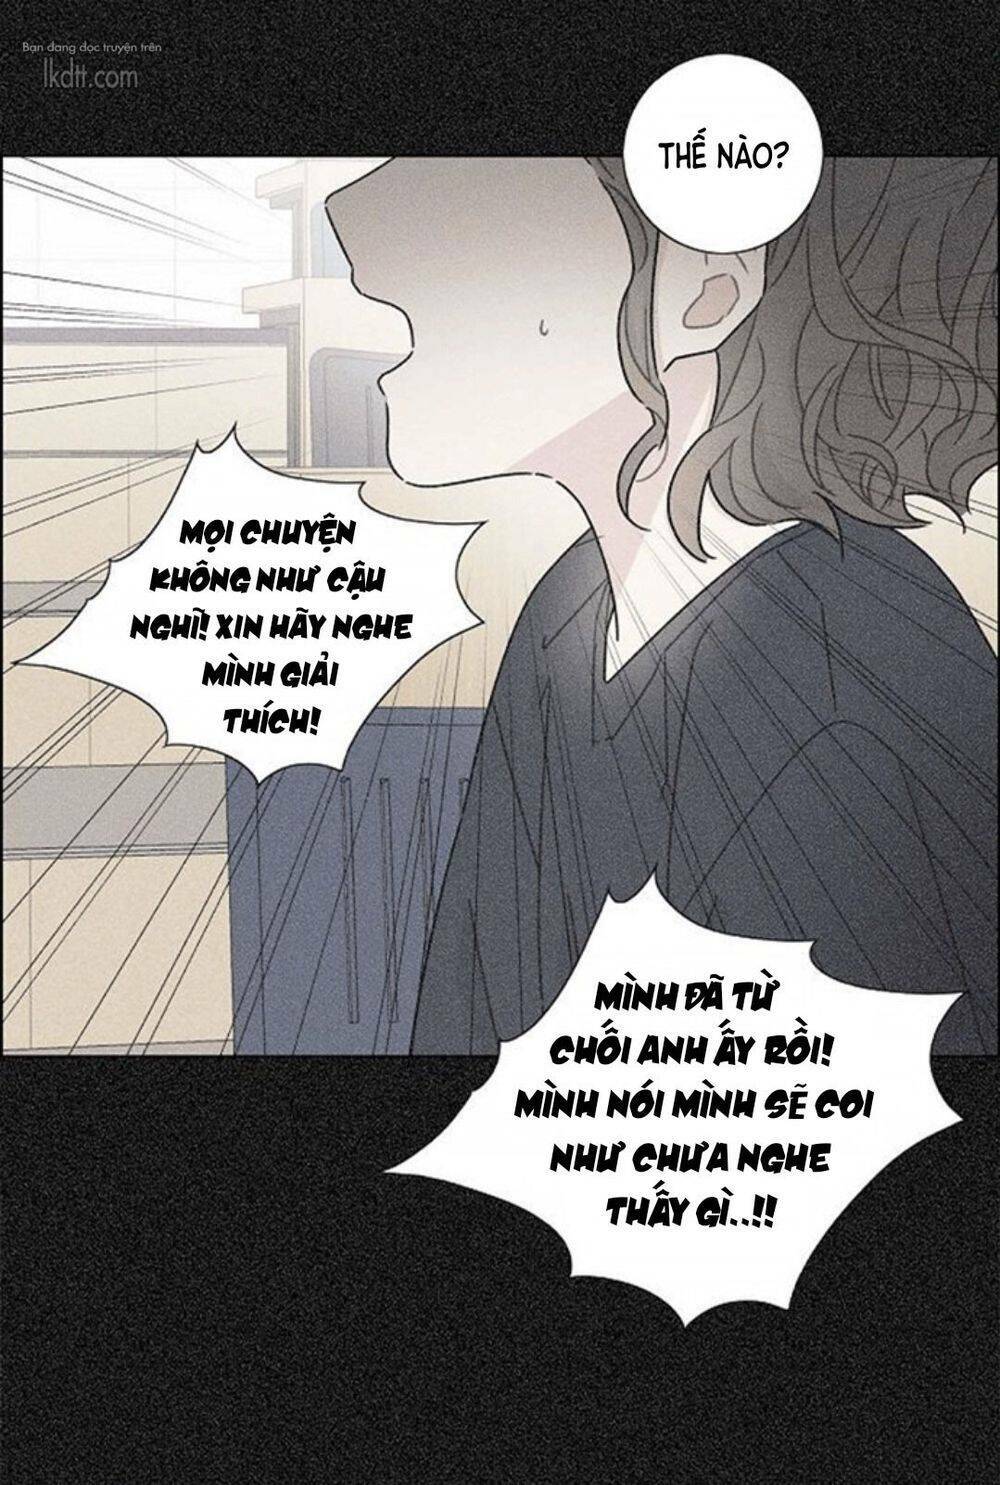 Bạn đang đọc truyện trên
lkdtt.com
THẾ NÀO?
MỌI CHUYỆN
KHÔNG NHƯ CẬU
NGHĨ! XIN HÃY NGHE
MÌNH GIẢI
THÍCH!
MÌNH ĐÃ TỪ
CHỐI ANH ẤY RỒI!
MÌNH NÓI MÌNH SẼ COI
NHƯ CHƯA NGHE
THẤY GÌ..!!